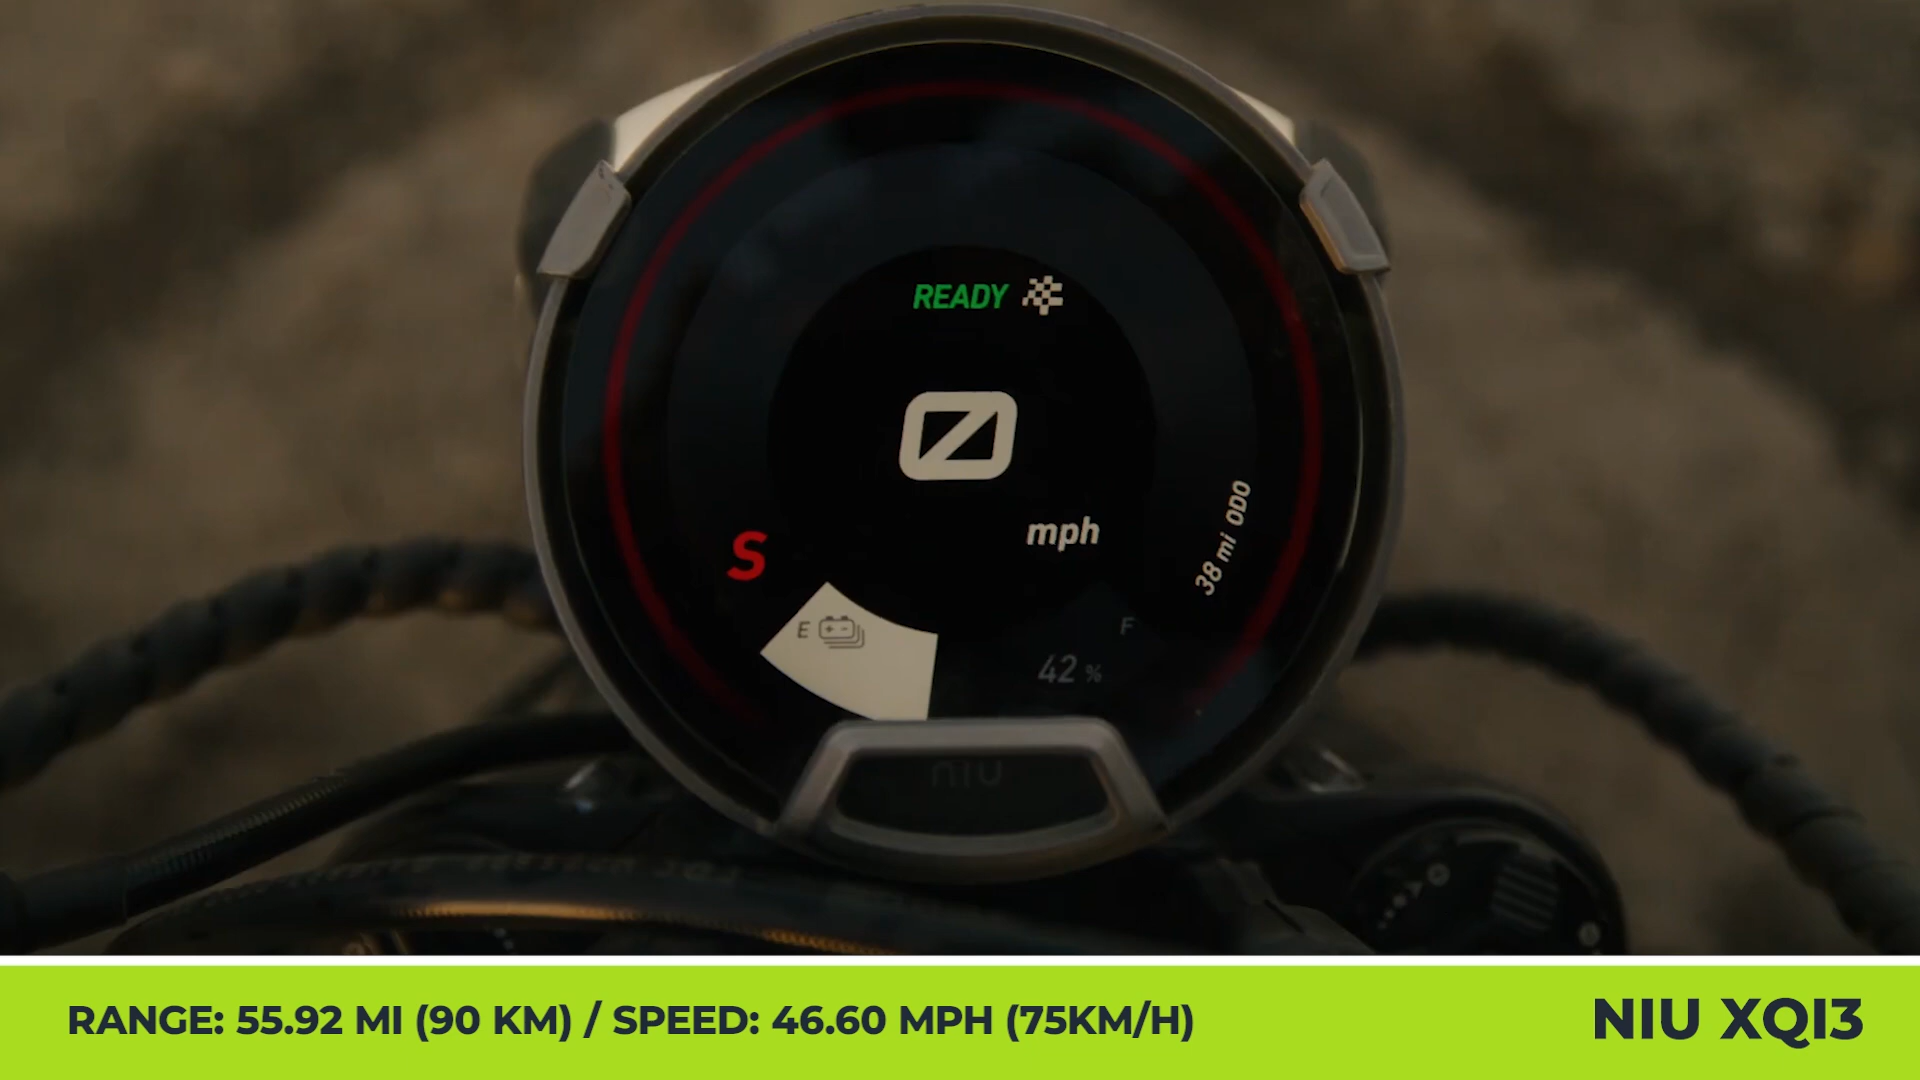 READY
0
mph
S
38 mi ODO
E
F
42 %
niu
RANGE: 55.92 MI (90 KM) / SPEED: 46.60 MPH (75KM/H)
NIU XQI3